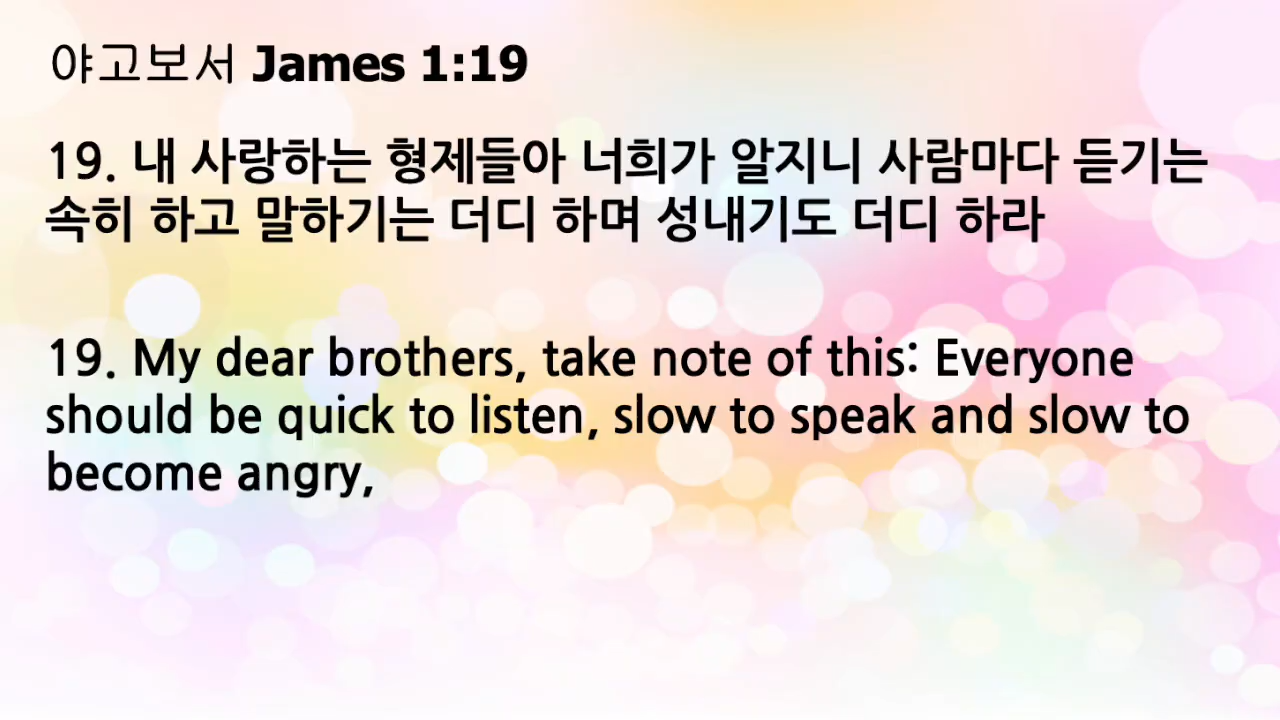 야고보서 James 1:19
19. 내 사랑하는 형제들아 너희가 알지니 사람마다 듣기는
속히 하고 말하기는 더디 하며 성내기도 더디 하라
19. My dear brothers, take note of this: Everyone
should be quick to listen, slow to speak and slow to
become angry,